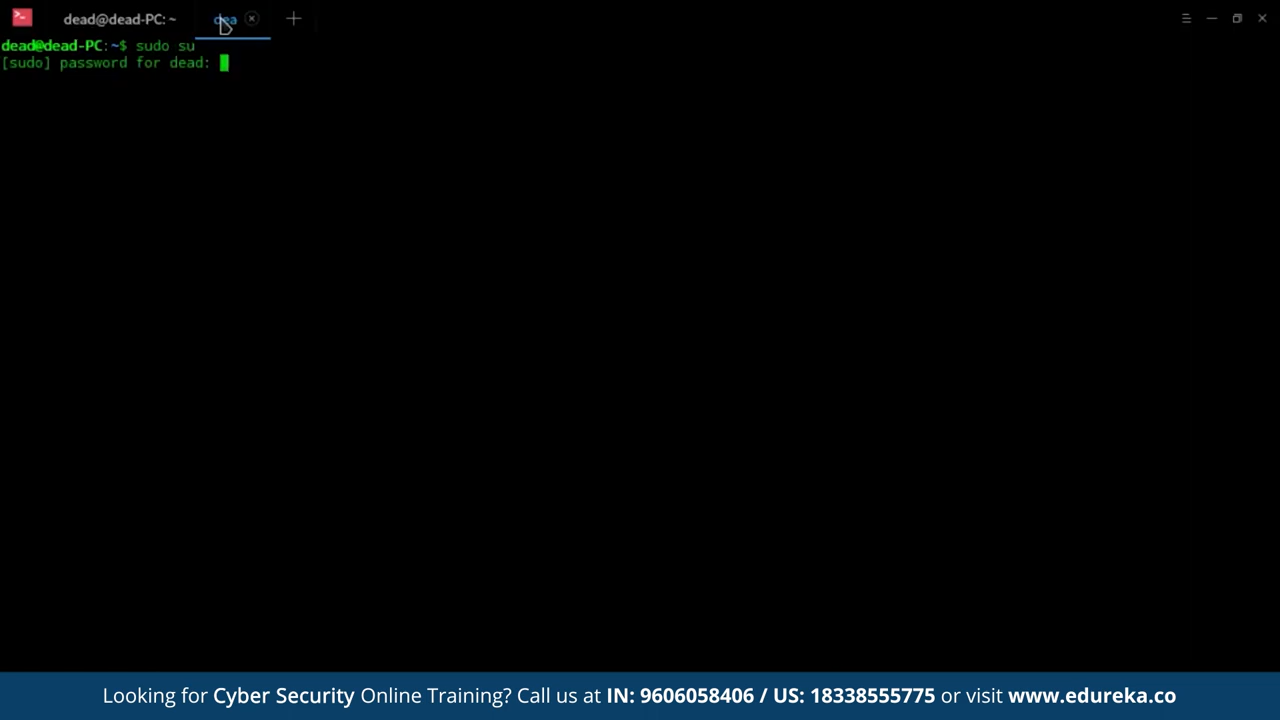 dead@dead-PC: ~
dea
dead@dead-PC:~$ sudo su
[sudo] password for dead:
Looking for Cyber Security Online Training? Call us at IN: 9606058406 / US: 18338555775 or visit www.edureka.co